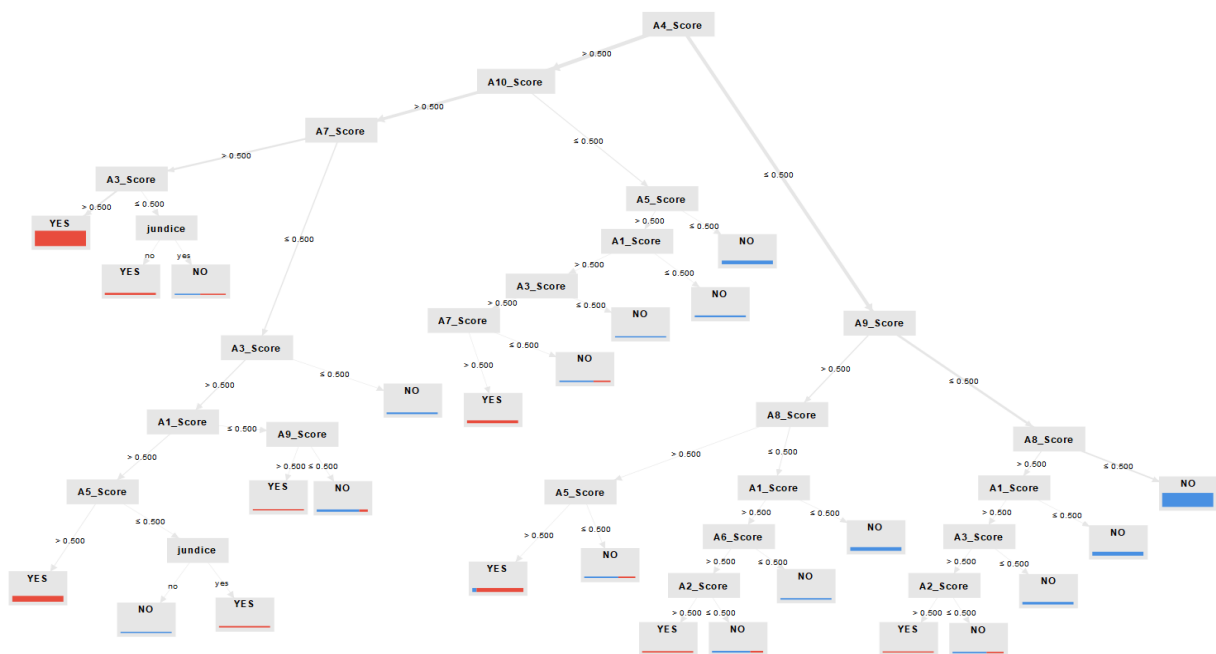 A4_Score
> 0.500
A10_Score
> 0.500
A7_Score
> 0.500
≤ 0.500
≤ 0.500
A3_Score
A5_Score
> 0.500
≤ 0.500
> 0.500
≤ 0.500
YES
jundice
A1_Score
NO
≤ 0.500
no
yes
> 0.500
≤ 0.500
YES
NO
A3_Score
NO
> 0.500
≤ 0.500
A7_Score
NO
A9_Score
A3_Score
≤ 0.500
> 0.500
≤ 0.500
> 0.500
> 0.500
≤ 0.500
NO
NO
YES
A1_Score
≤ 0.500
A9_Score
A8_Score
A8_Score
> 0.500
> 0.500
≤ 0.500
> 0.500
≤ 0.500
> 0.500
≤ 0.500
A5_Score
YES
NO
A5_Score
A1_Score
A1_Score
NO
> 0.500
≤ 0.500
> 0.500
≤ 0.500
> 0.500
≤ 0.500
> 0.500
≤ 0.500
jundice
A6_Score
NO
A3_Score
NO
YES
no
yes
YES
NO
> 0.500
≤ 0.500
> 0.500
≤ 0.500
NO
YES
A2_Score
NO
A2_Score
NO
> 0.500
≤ 0.500
> 0.500
≤ 0.500
YES
NO
YES
NO